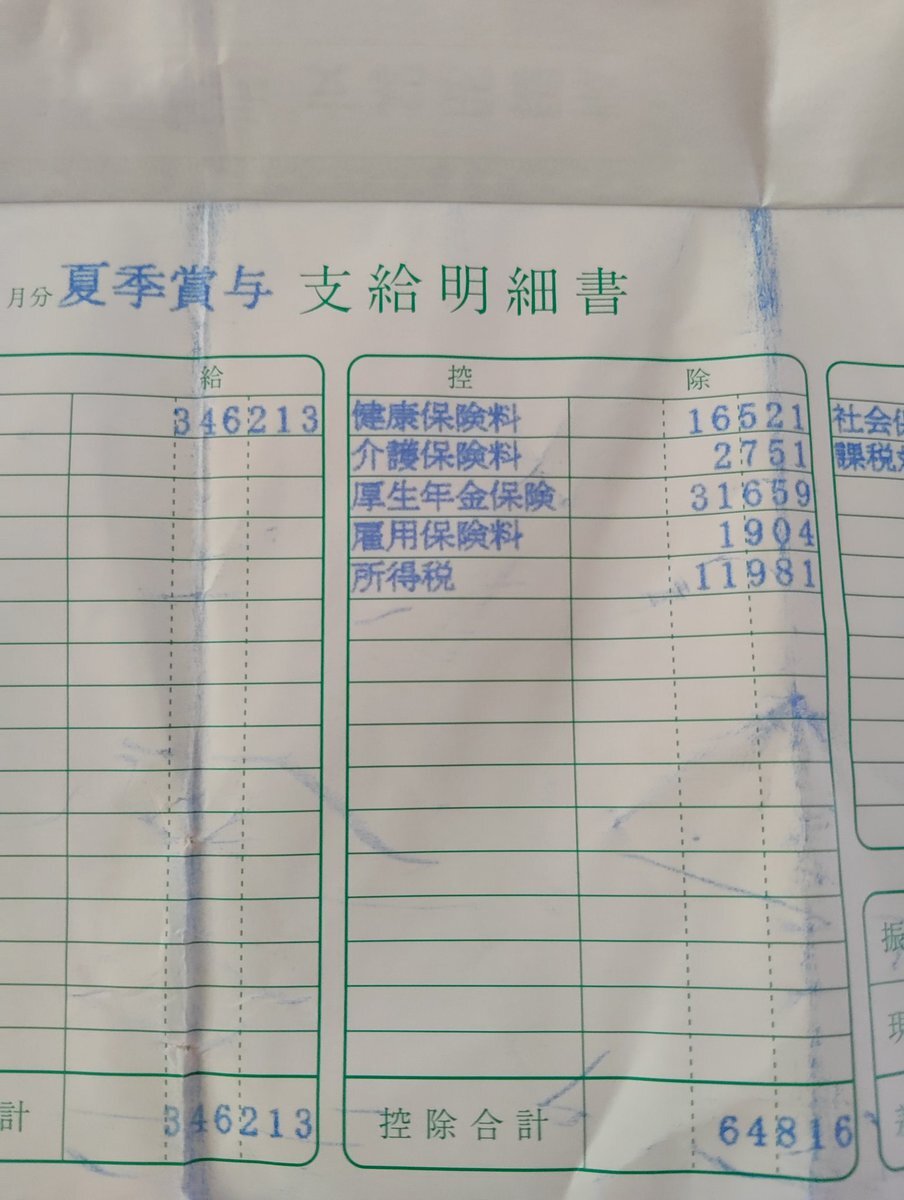 月分 夏季賞与 支給明細書
給
346213
計 346213
控除
健康保険料 16521
介護保険料 2751
厚生年金保険 31659
雇用保険料 1904
所得税 11981
控除合計 64816
社会
課税
振
現